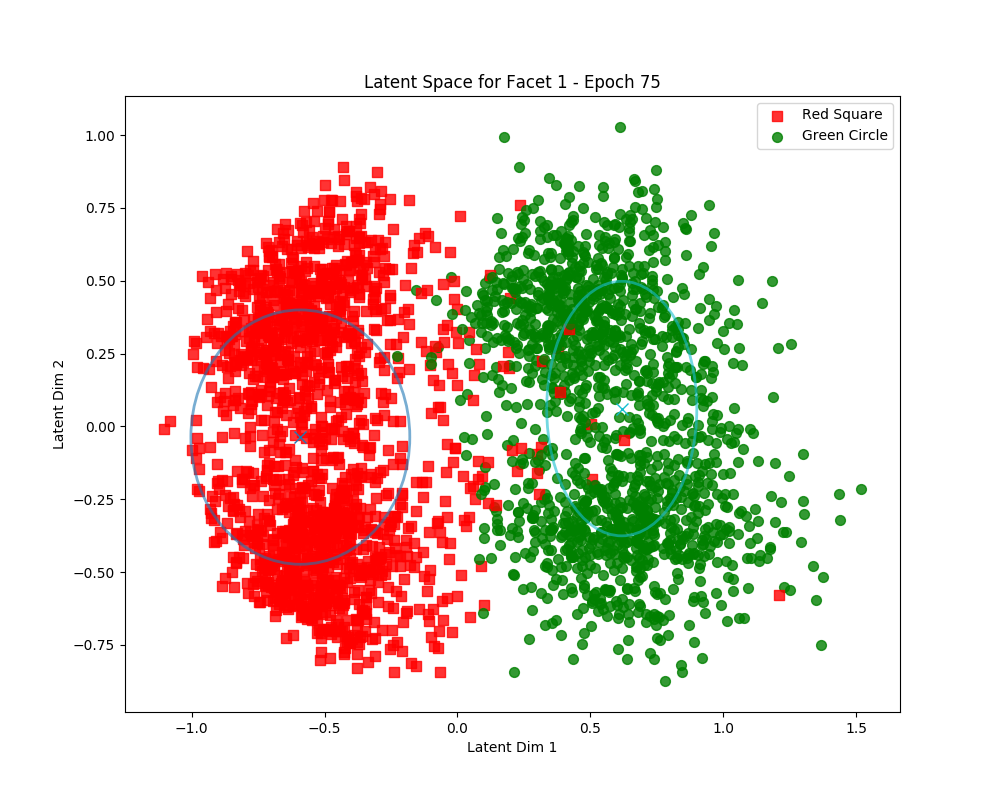 Latent Space for Facet 1 - Epoch 75
Red Square
Green Circle
1.00
0.75
0.50
0.25
0.00
−0.25
−0.50
−0.75
Latent Dim 2
−1.0
−0.5
0.0
0.5
1.0
1.5
Latent Dim 1